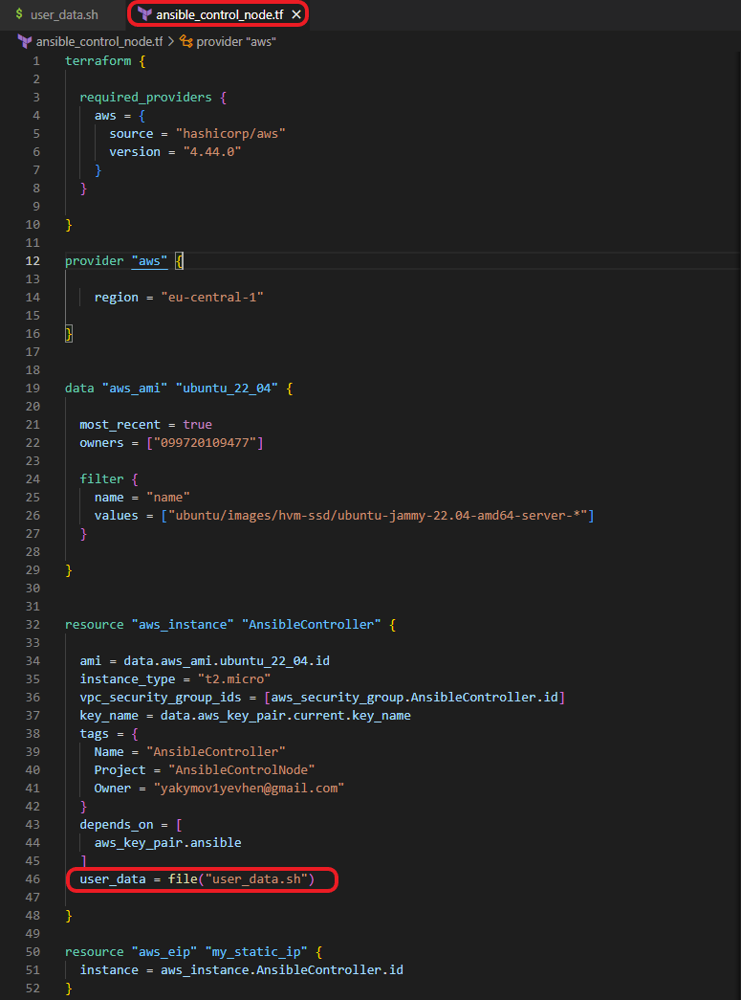 $ user_data.sh ansible_control_node.tf ×
ansible_control_node.tf > provider "aws"
1 terraform {
2
3 required_providers {
4 aws = {
5 source = "hashicorp/aws"
6 version = "4.44.0"
7 }
8 }
9
10 }
11
12 provider "aws" {
13
14 region = "eu-central-1"
15
16 }
17
18
19 data "aws_ami" "ubuntu_22_04" {
20
21 most_recent = true
22 owners = ["099720109477"]
23
24 filter {
25 name = "name"
26 values = ["ubuntu/images/hvm-ssd/ubuntu-jammy-22.04-amd64-server-*"]
27 }
28
29 }
30
31
32 resource "aws_instance" "AnsibleController" {
33
34 ami = data.aws_ami.ubuntu_22_04.id
35 instance_type = "t2.micro"
36 vpc_security_group_ids = [aws_security_group.AnsibleController.id]
37 key_name = data.aws_key_pair.current.key_name
38 tags = {
39 Name = "AnsibleController"
40 Project = "AnsibleControlNode"
41 Owner = "yakymov1yevhen@gmail.com"
42 }
43 depends_on = [
44 aws_key_pair.ansible
45 ]
46 user_data = file("user_data.sh")
47
48 }
49
50 resource "aws_eip" "my_static_ip" {
51 instance = aws_instance.AnsibleController.id
52 }